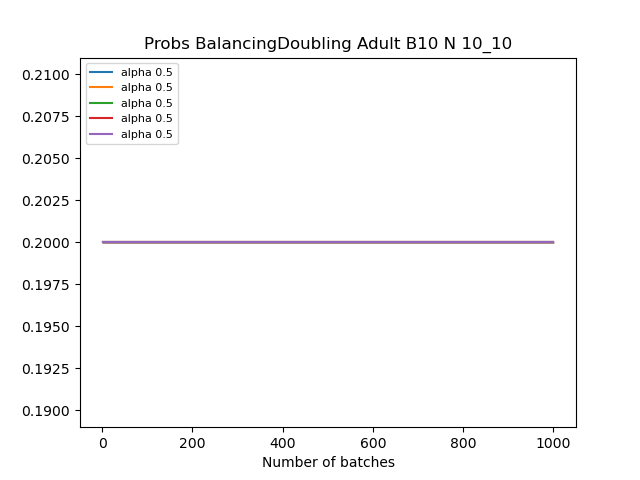 Probs BalancingDoubling Adult B10 N 10_10
alpha 0.5
alpha 0.5
alpha 0.5
alpha 0.5
alpha 0.5
0.2100
0.2075
0.2050
0.2025
0.2000
0.1975
0.1950
0.1925
0.1900
0 200 400 600 800 1000
Number of batches